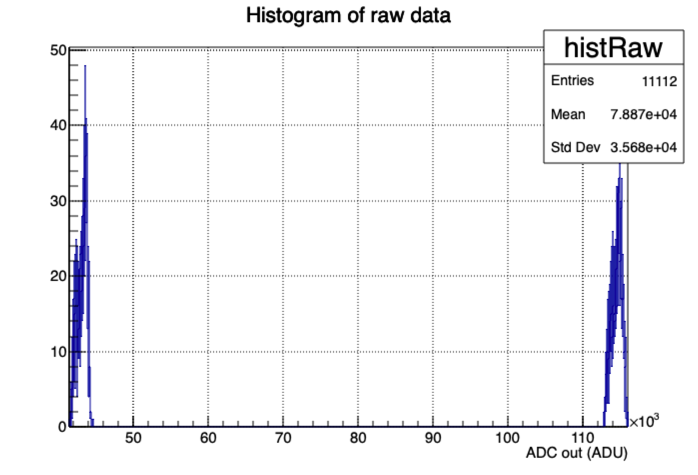 Histogram of raw data
histRaw
Entries 11112
Mean 7.887e+04
Std Dev 3.568e+04
50
40
30
20
10
0
50 60 70 80 90 100 110
×10³
ADC out (ADU)